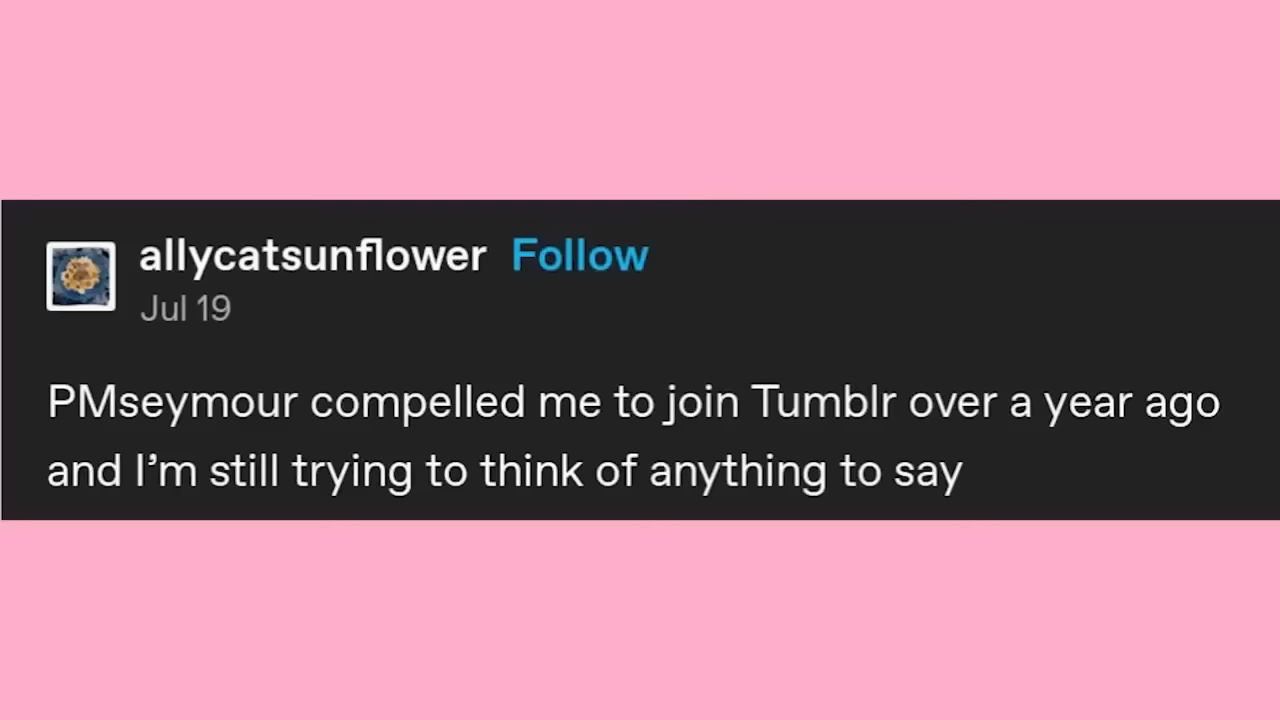 allycatsunflower Follow
Jul 19
PMseymour compelled me to join Tumblr over a year ago
and I’m still trying to think of anything to say